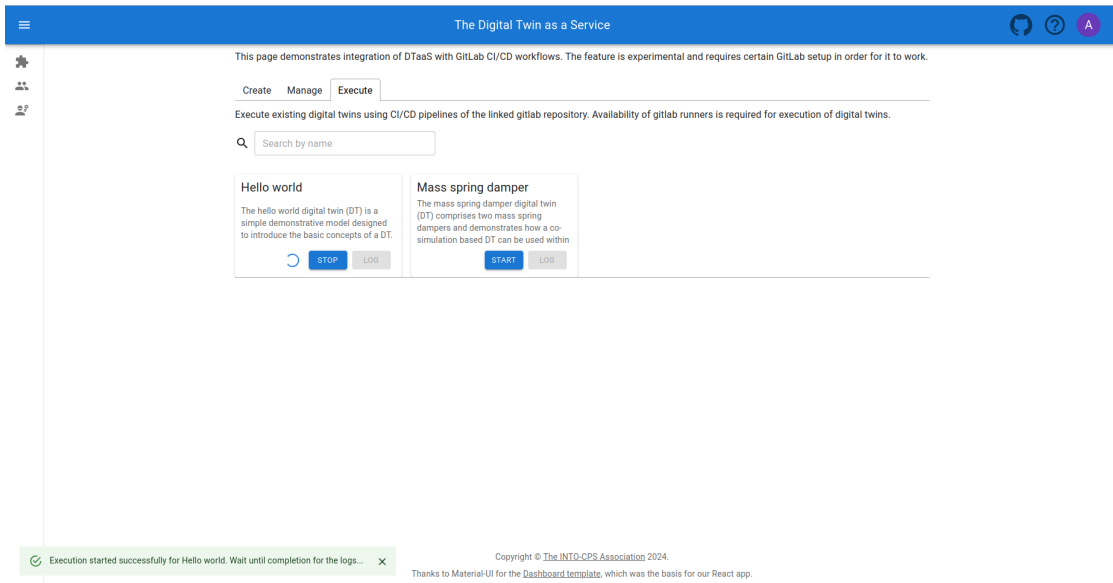 The Digital Twin as a Service
A
This page demonstrates integration of DTaaS with GitLab CI/CD workflows. The feature is experimental and requires certain GitLab setup in order for it to work.
Create Manage Execute
Execute existing digital twins using CI/CD pipelines of the linked gitlab repository. Availability of gitlab runners is required for execution of digital twins.
Search by name
Hello world
The hello world digital twin (DT) is a
simple demonstrative model designed
to introduce the basic concepts of a DT.
STOP LOG
Mass spring damper
The mass spring damper digital twin
(DT) comprises two mass spring
dampers and demonstrates how a co-
simulation based DT can be used within
START LOG
Execution started successfully for Hello world. Wait until completion for the logs...
Copyright © The INTO-CPS Association 2024.
Thanks to Material-UI for the Dashboard template, which was the basis for our React app.